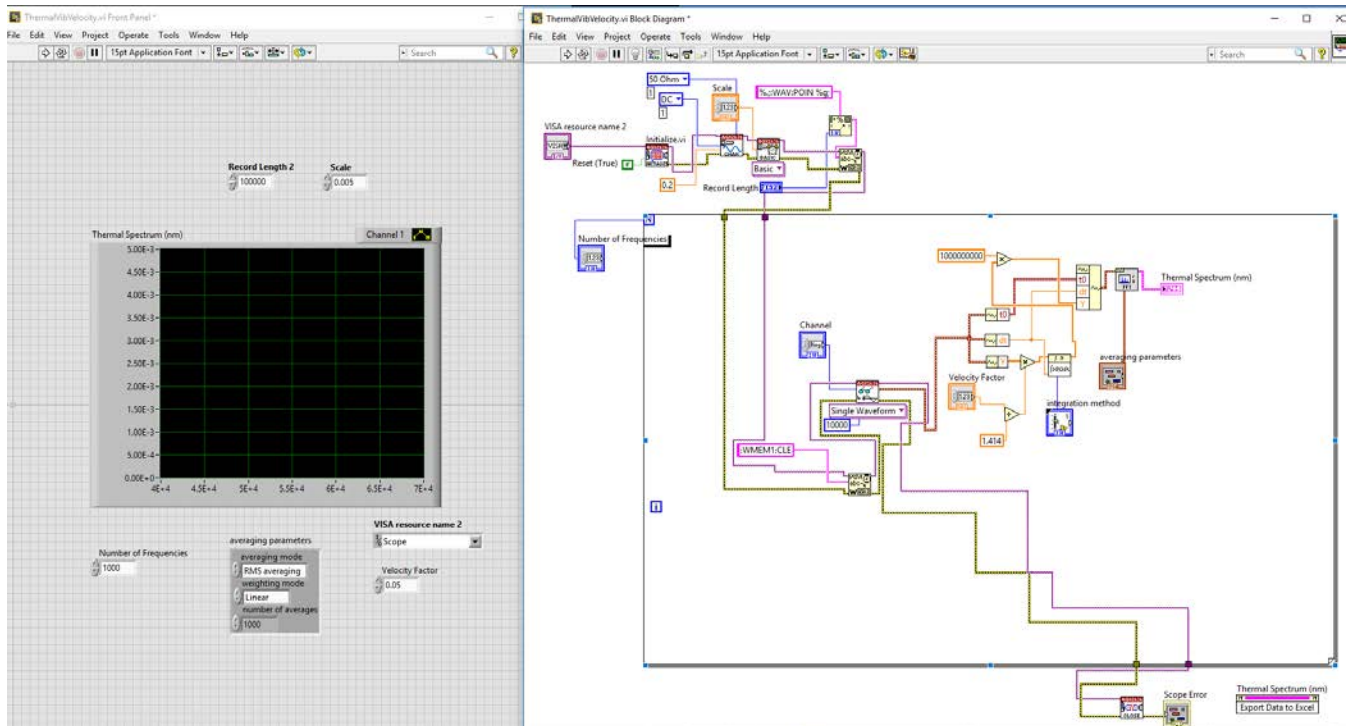 ThermalVibVelocity.vi Front Panel *
File Edit View Project Operate Tools Window Help
15pt Application Font
Search
Record Length 2
100000
Scale
0.005
Thermal Spectrum (nm)
Channel 1
5.00E-3
4.50E-3
4.00E-3
3.50E-3
3.00E-3
2.50E-3
2.00E-3
1.50E-3
1.00E-3
5.00E-4
0.00E+0
4E+4 4.5E+4 5E+4 5.5E+4 6E+4 6.5E+4 7E+4
Number of Frequencies
1000
averaging parameters
averaging mode
RMS averaging
weighting mode
Linear
number of averages
1000
VISA resource name 2
Scope
Velocity Factor
0.05
ThermalVibVelocity.vi Block Diagram *
File Edit View Project Operate Tools Window Help
15pt Application Font
Search
50 Ohm
1
DC
1
Scale
%.;:WAV:POIN %g;
VISA resource name 2
Initialize.vi
Reset (True)
0.2
Basic
Record Length
Number of Frequencies
N
1000000000
t0
dt
Y
Thermal Spectrum (nm)
t0
dt
Y
Channel
averaging parameters
Velocity Factor
1.414
integration method
Single Waveform
10000
:WMEM1:CLE
i
CLOSE
Scope Error
Thermal Spectrum (nm)
Export Data to Excel